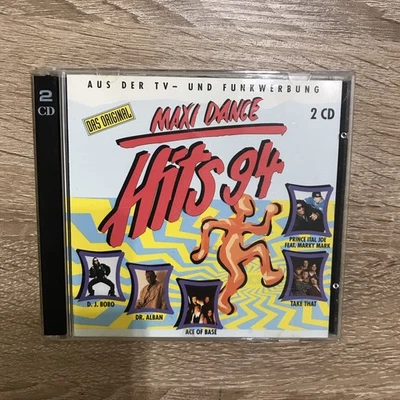 AUS DER TV- UND FUNKWERBUNG
2 CD
DAS ORIGINAL
MAXI DANCE
2 CD
Hits 94
PRINCE ITAL JOE
FEAT. MARKY MARK
D. J. BOBO
DR. ALBAN
ACE OF BASE
TAKE THAT